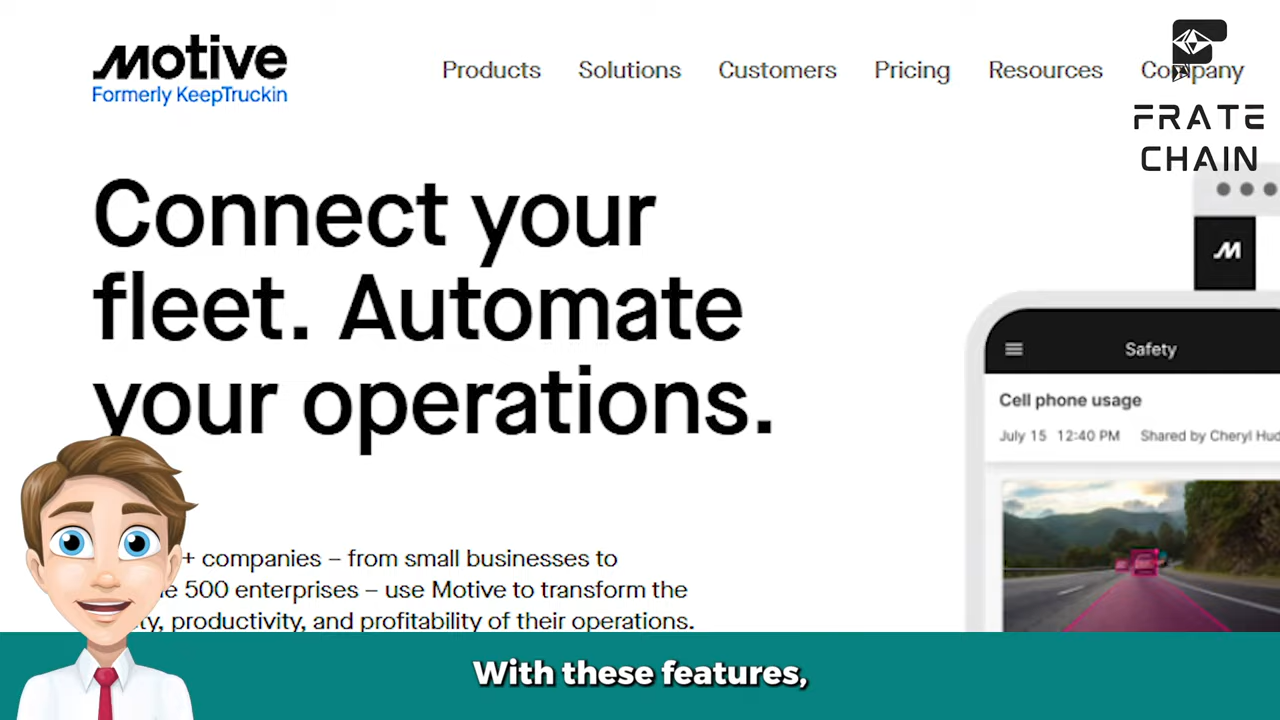 Motive
Formerly KeepTruckin
Products Solutions Customers Pricing Resources Company
FRATE
CHAIN
Connect your
fleet. Automate
your operations.
M
Safety
Cell phone usage
July 15 12:40 PM Shared by Cheryl Hud
+ companies – from small businesses to
500 enterprises – use Motive to transform the
productivity, and profitability of their operations.
With these features,